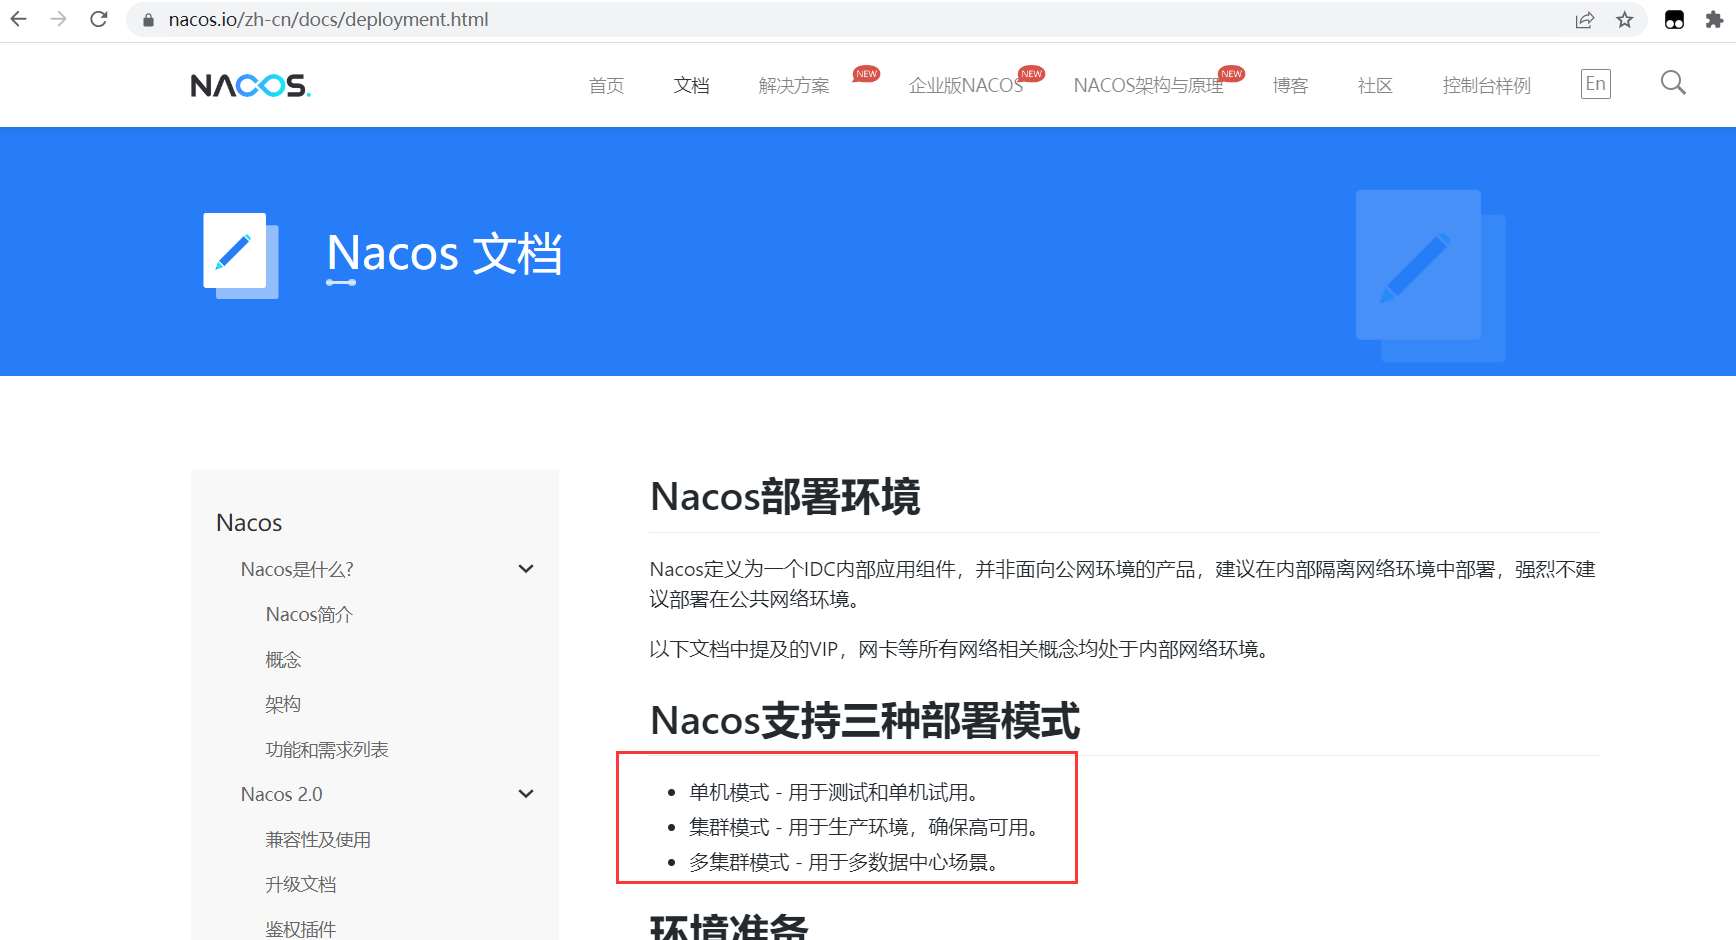 nacos.io/zh-cn/docs/deployment.html
NACOS.
首页
文档
解决方案
NEW
企业版NACOS
NEW
NACOS架构与原理
NEW
博客
社区
控制台样例
En
Nacos 文档
Nacos
Nacos是什么?
Nacos简介
概念
架构
功能和需求列表
Nacos 2.0
兼容性及使用
升级文档
鉴权插件
Nacos部署环境
Nacos定义为一个IDC内部应用组件，并非面向公网环境的产品，建议在内部隔离网络环境中部署，强烈不建
议部署在公共网络环境。
以下文档中提及的VIP，网卡等所有网络相关概念均处于内部网络环境。
Nacos支持三种部署模式
• 单机模式 - 用于测试和单机试用。
• 集群模式 - 用于生产环境，确保高可用。
• 多集群模式 - 用于多数据中心场景。
环境准备